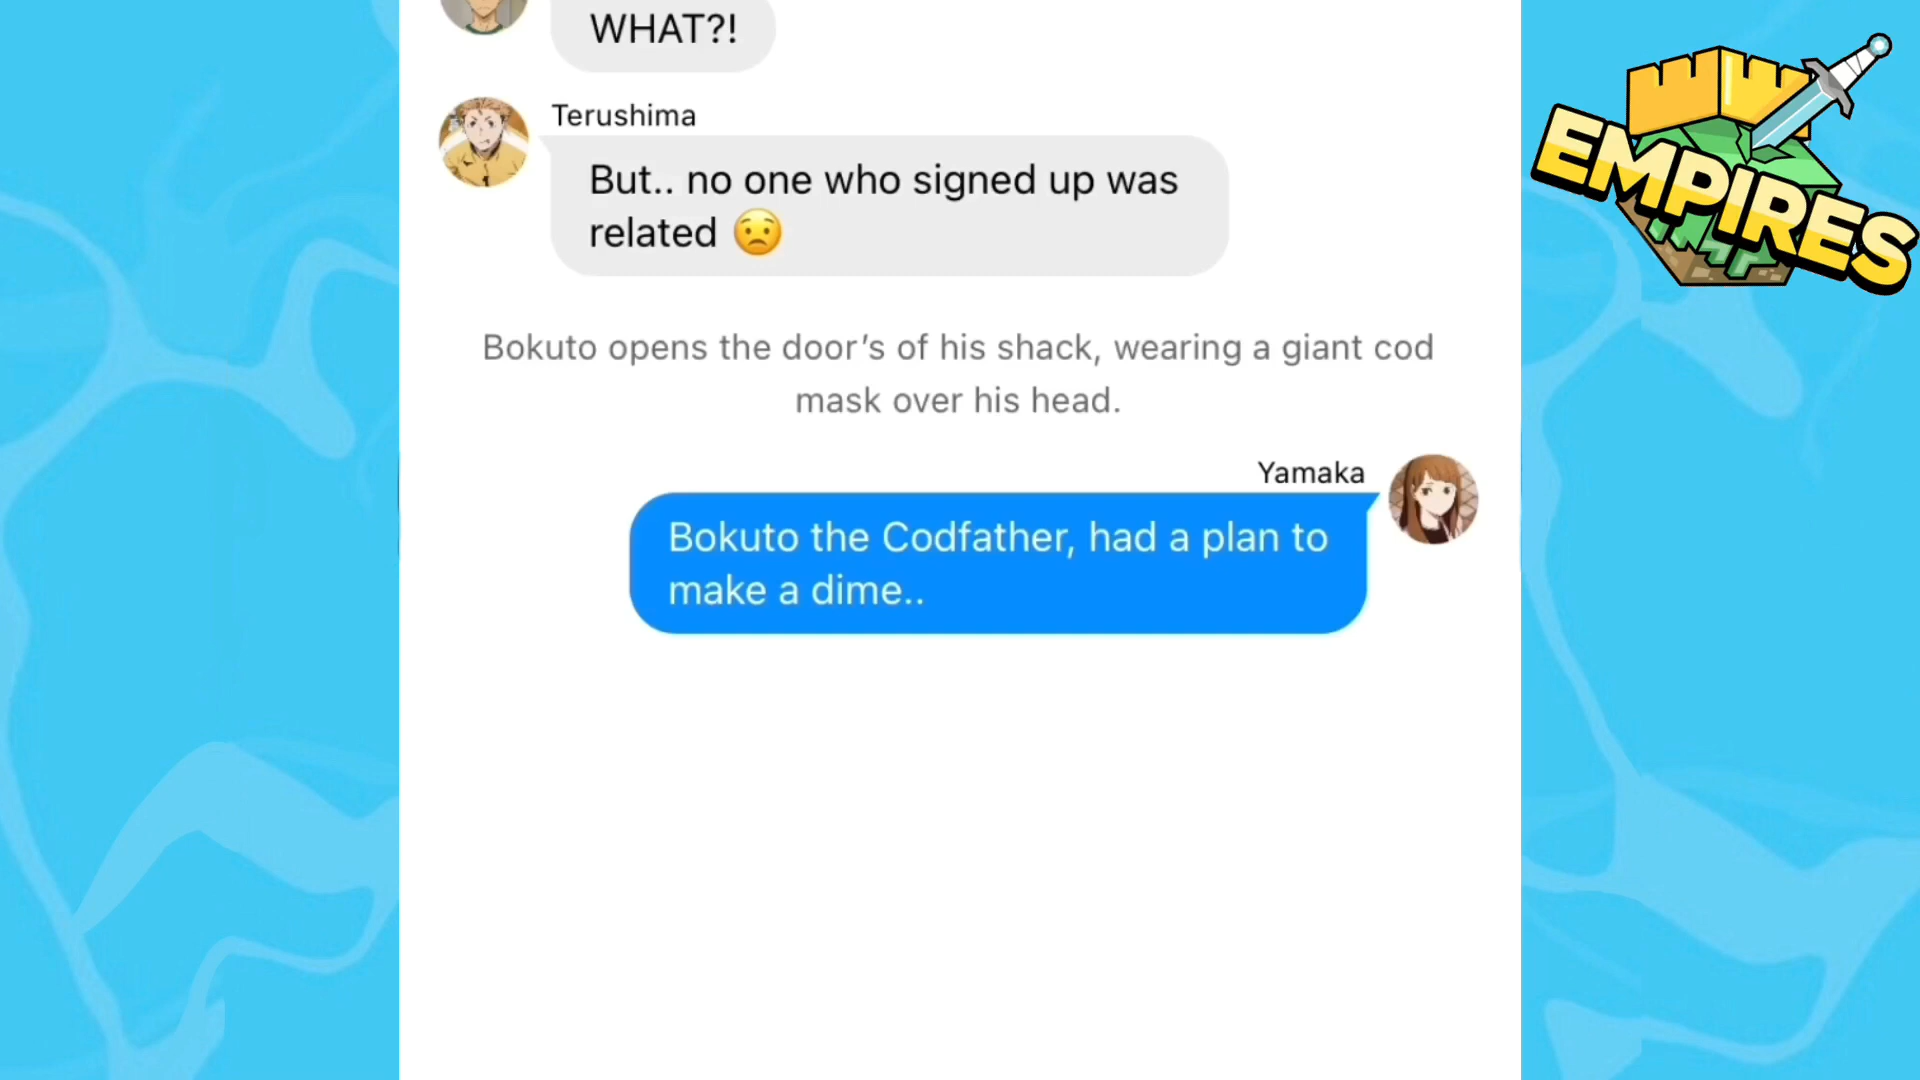 WHAT?!
Terushima
But.. no one who signed up was
related 😟
Bokuto opens the door’s of his shack, wearing a giant cod
mask over his head.
Yamaka
Bokuto the Codfather, had a plan to
make a dime..
EMPIRES